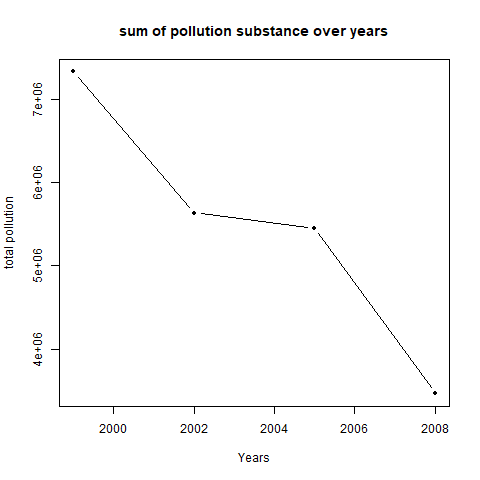 sum of pollution substance over years
total pollution
7e+06
6e+06
5e+06
4e+06
2000 2002 2004 2006 2008
Years